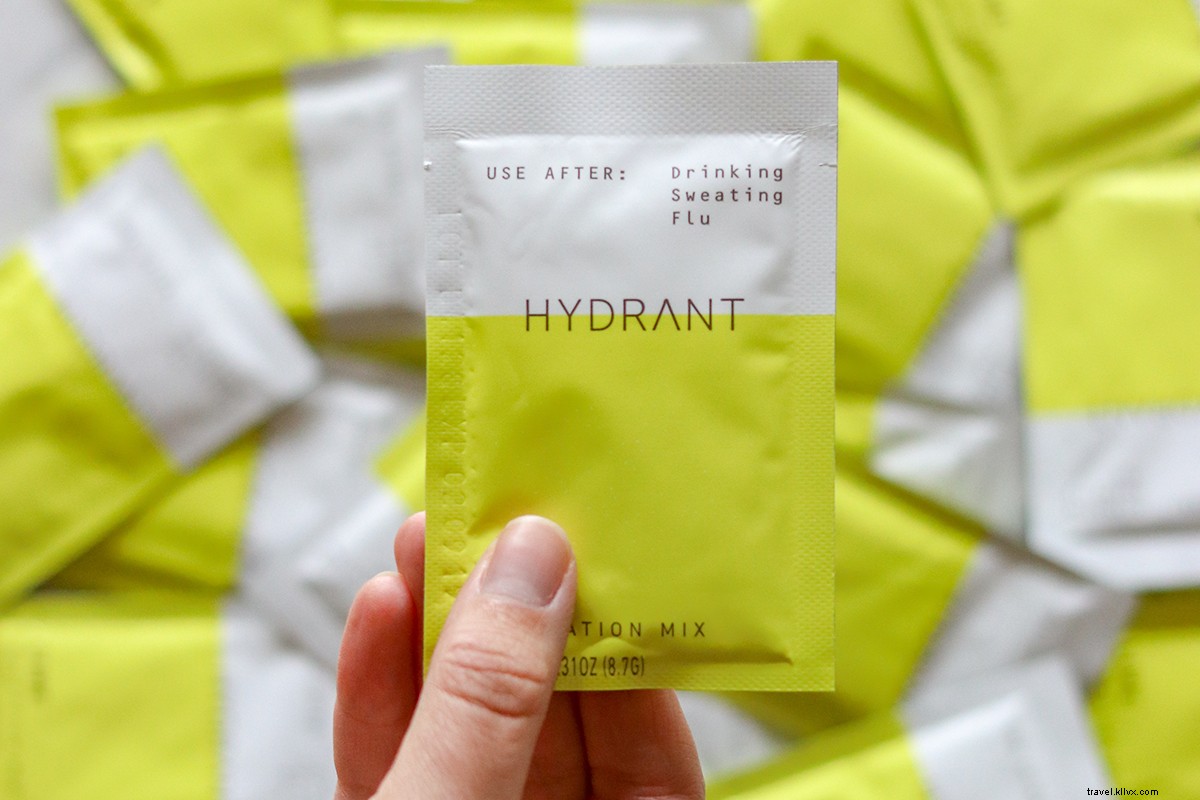 USE AFTER: Drinking
Sweating
Flu
HYDRANT
ATION MIX
.31OZ (8.7G)
travel.kllvx.com